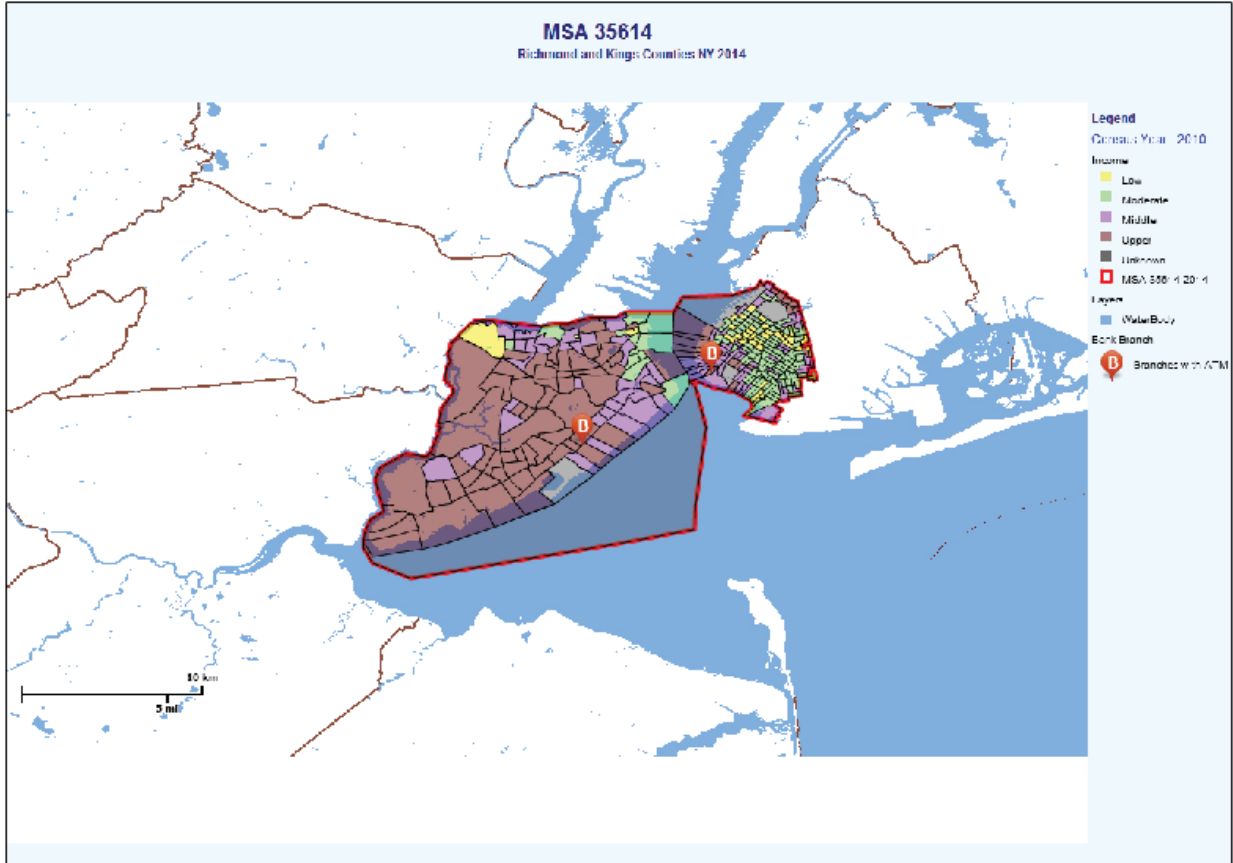 MSA 35614
Richmond and Kings Counties NY 2014
Legend
Census Year 2010
Income
Low
Moderate
Middle
Upper
Unknown
MSA 35614 2014
Layers
WaterBody
Bank Branch
B Branches with ATM
B
B
10 km
5 mil